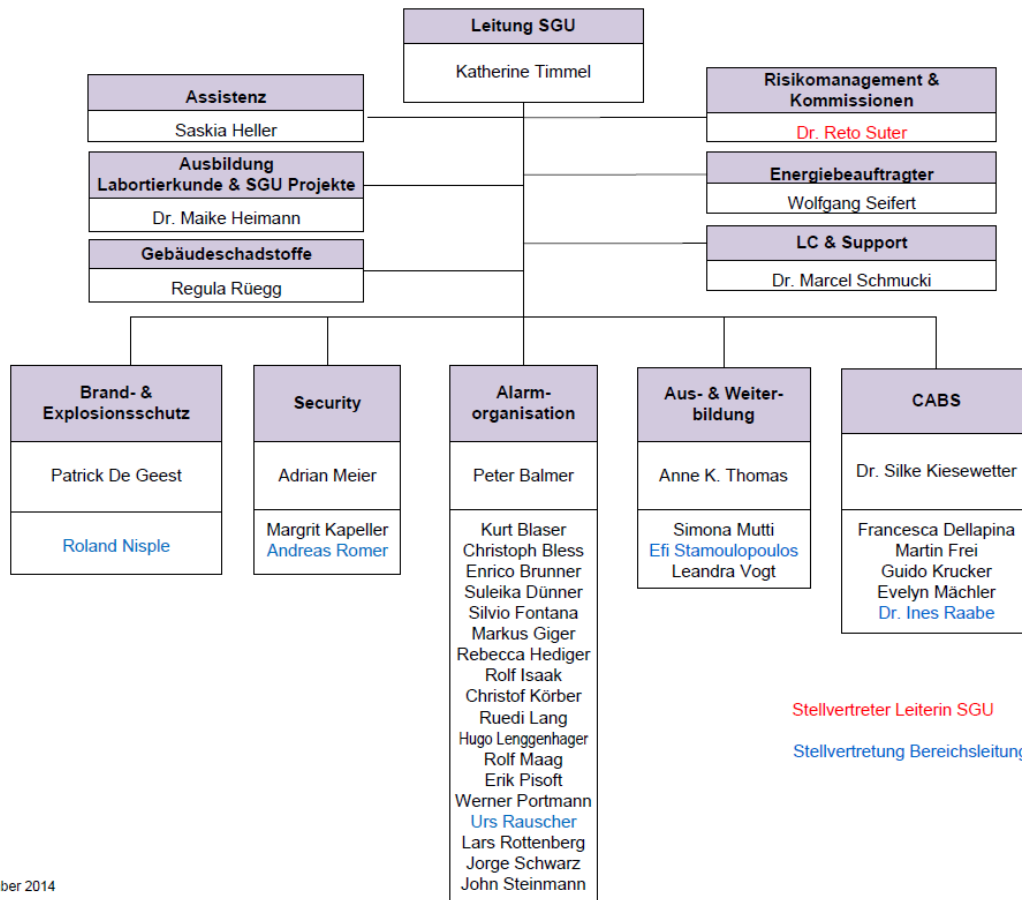 Leitung SGU
Katherine Timmel
Assistenz
Saskia Heller
Ausbildung
Labortierkunde & SGU Projekte
Dr. Maike Heimann
Gebäudeschadstoffe
Regula Rüegg
Risikomanagement &
Kommissionen
Dr. Reto Suter
Energiebeauftragter
Wolfgang Seifert
LC & Support
Dr. Marcel Schmucki
Brand- &
Explosionsschutz
Patrick De Geest
Roland Nisple
Security
Adrian Meier
Margrit Kapeller
Andreas Romer
Alarm-
organisation
Peter Balmer
Kurt Blaser
Christoph Bless
Enrico Brunner
Suleika Dünner
Silvio Fontana
Markus Giger
Rebecca Hediger
Rolf Isaak
Christof Körber
Ruedi Lang
Hugo Lenggenhager
Rolf Maag
Erik Pisoft
Werner Portmann
Urs Rauscher
Lars Rottenberg
Jorge Schwarz
John Steinmann
Aus- & Weiter-
bildung
Anne K. Thomas
Simona Mutti
Efi Stamoulopoulos
Leandra Vogt
CABS
Dr. Silke Kiesewetter
Francesca Dellapina
Martin Frei
Guido Krucker
Evelyn Mächler
Dr. Ines Raabe
Stellvertreter Leiterin SGU
Stellvertretung Bereichsleitung
ber 2014